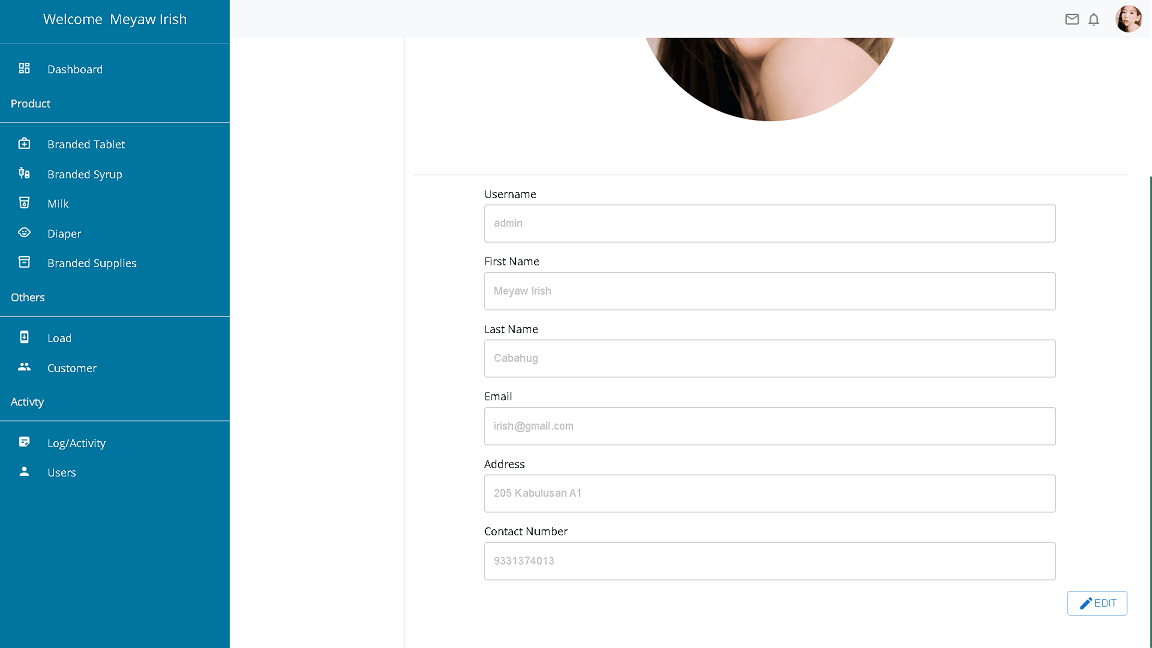 Welcome Meyaw Irish
Dashboard
Product
Branded Tablet
Branded Syrup
Milk
Diaper
Branded Supplies
Others
Load
Customer
Activty
Log/Activity
Users
Username
admin
First Name
Meyaw Irish
Last Name
Cabahug
Email
irish@gmail.com
Address
205 Kabulusan A1
Contact Number
9331374013
EDIT